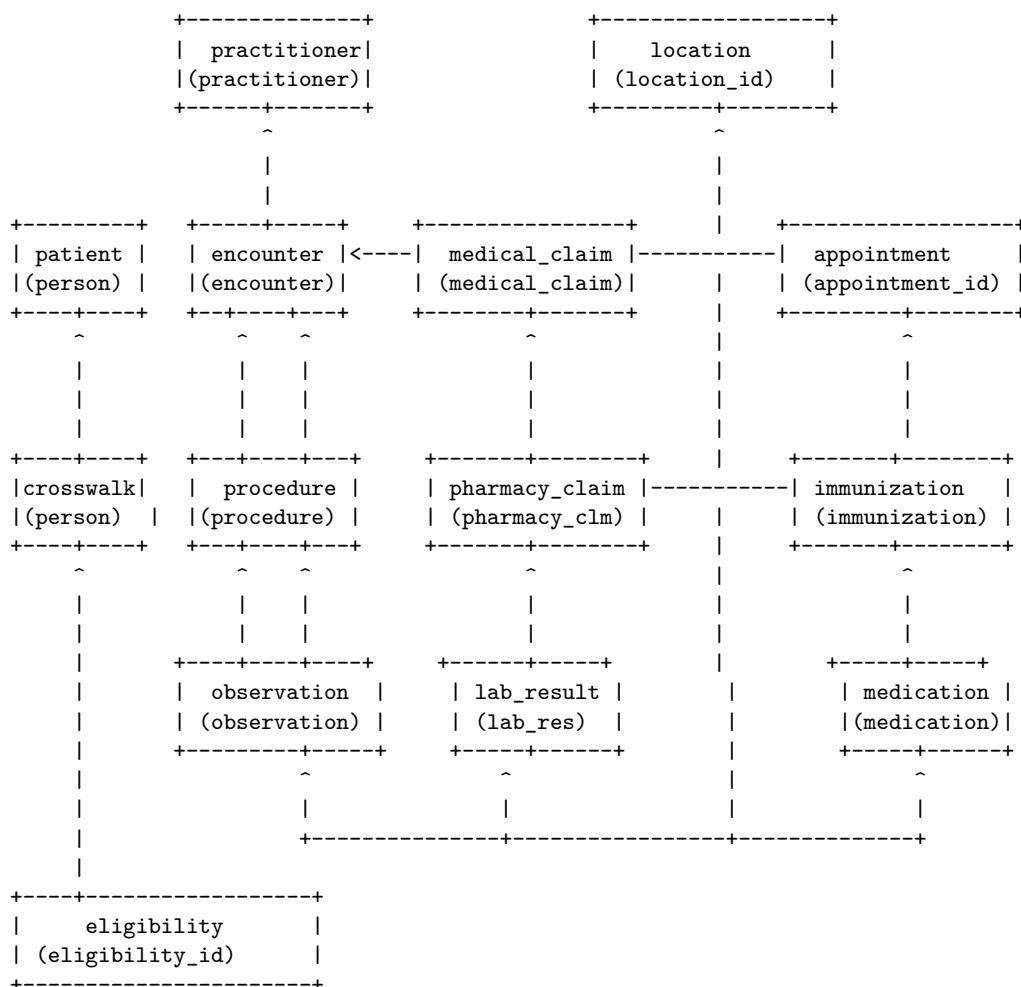 practitioner location
(practitioner) (location_id)
patient encounter medical_claim appointment
(person) (encounter) (medical_claim) (appointment_id)
crosswalk procedure pharmacy_claim immunization
(person) (procedure) (pharmacy_clm) (immunization)
observation lab_result medication
(observation) (lab_res) (medication)
eligibility
(eligibility_id)